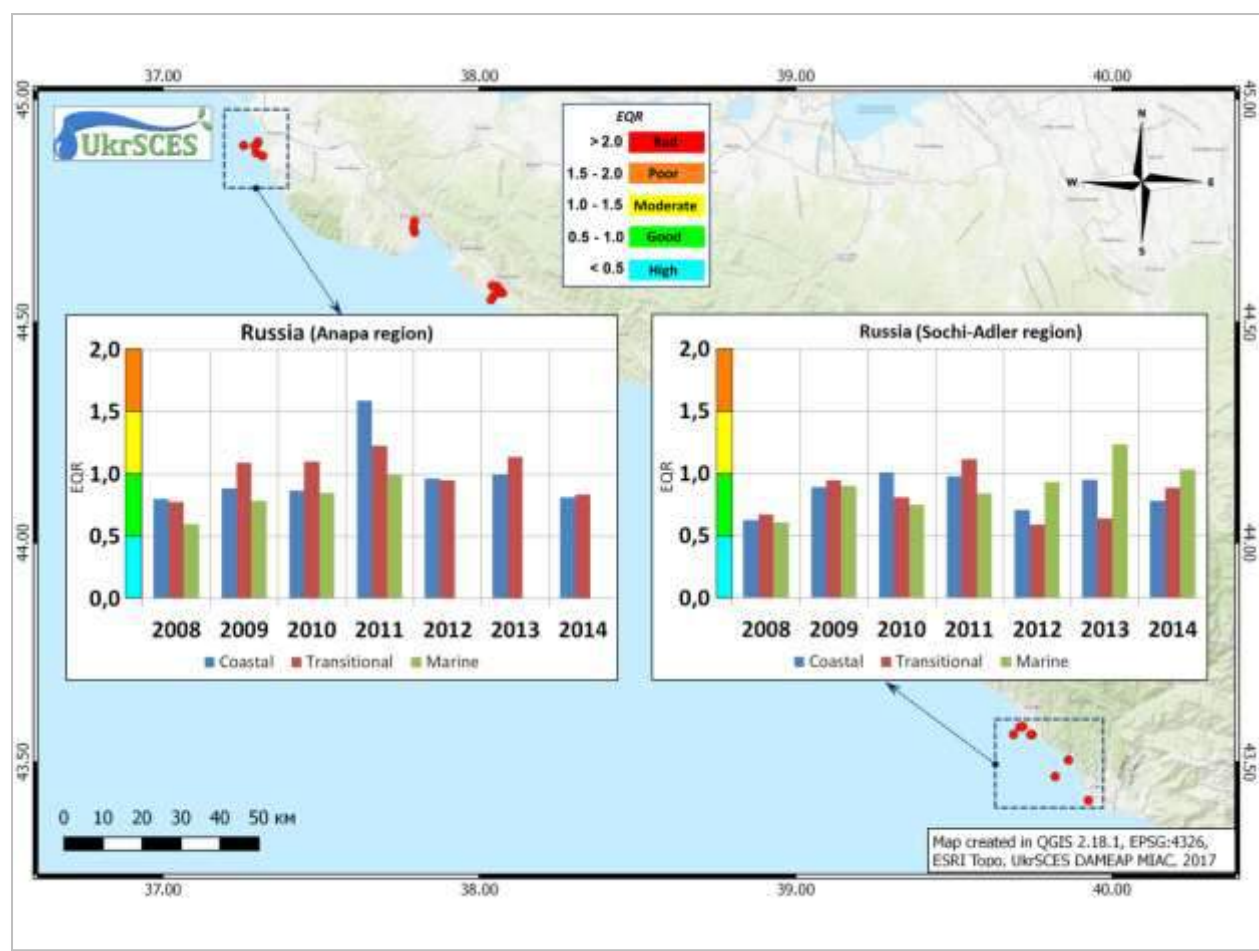 37.00 38.00 39.00 40.00
45.00 45.00
UkrSCES
EQR
> 2.0 Bad
1.5 - 2.0 Poor
1.0 - 1.5 Moderate
0.5 - 1.0 Good
< 0.5 High
N
W E
S
44.50 44.50
Russia (Anapa region)
2,0
1,5
1,0
0,5
0,0
EQR
2008 2009 2010 2011 2012 2013 2014
Coastal Transitional Marine
Russia (Sochi-Adler region)
2,0
1,5
1,0
0,5
0,0
EQR
2008 2009 2010 2011 2012 2013 2014
Coastal Transitional Marine
44.00 44.00
43.50 43.50
0 10 20 30 40 50 км
Map created in QGIS 2.18.1, EPSG:4326,
ESRI Topo, UkrSCES DAMEAP MIAC, 2017
37.00 38.00 39.00 40.00